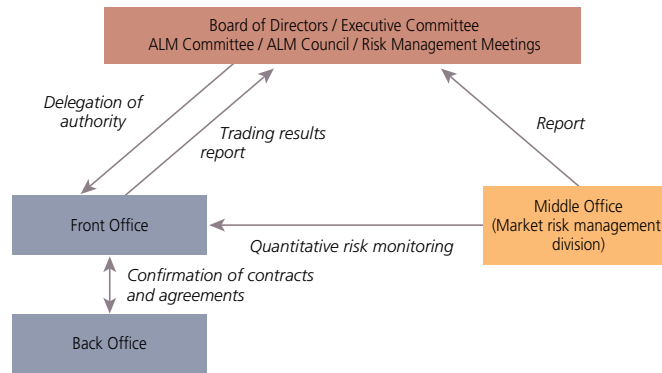 Board of Directors / Executive Committee
ALM Committee / ALM Council / Risk Management Meetings
Delegation of
authority
Trading results
report
Report
Front Office
Middle Office
(Market risk management
division)
Quantitative risk monitoring
Confirmation of contracts
and agreements
Back Office